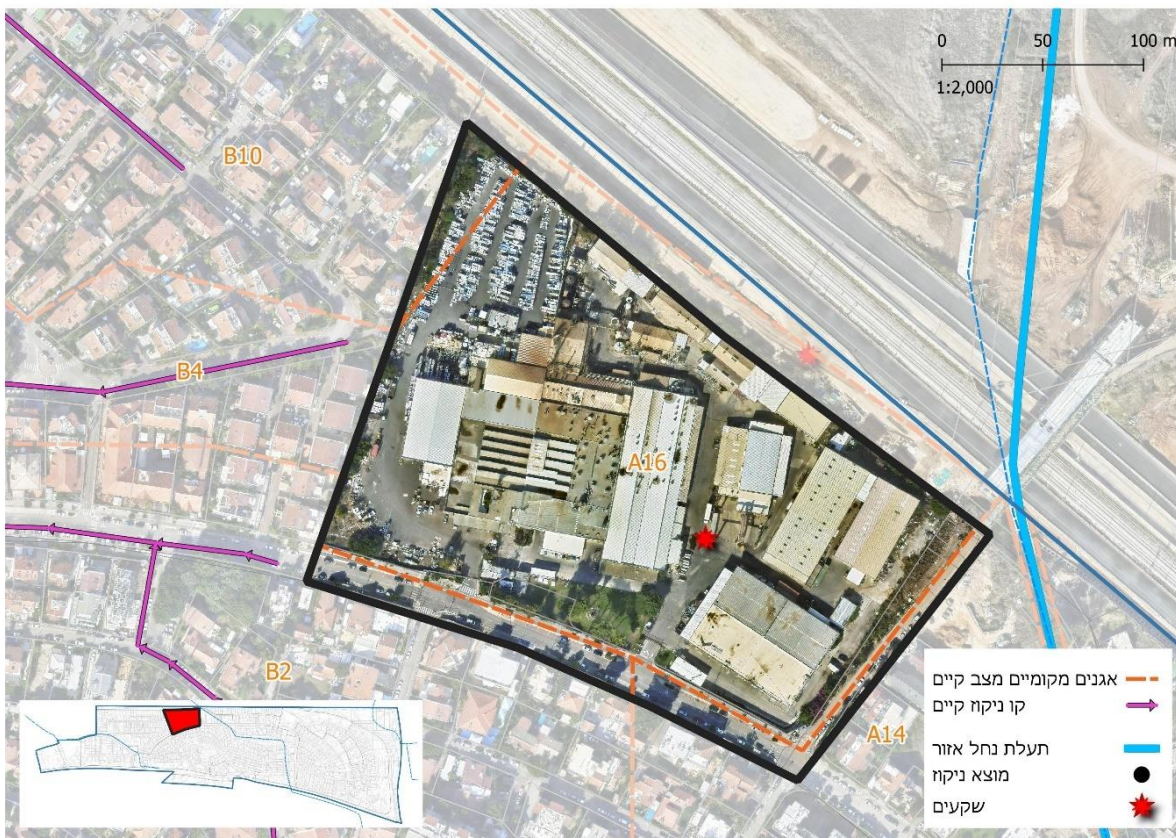 0 50 100 m
1:2,000
B10
B4
A16
B2
A14
אגנים מקומיים מצב קיים
קו ניקוז קיים
תעלת נחל אזור
מוצא ניקוז
שקעים